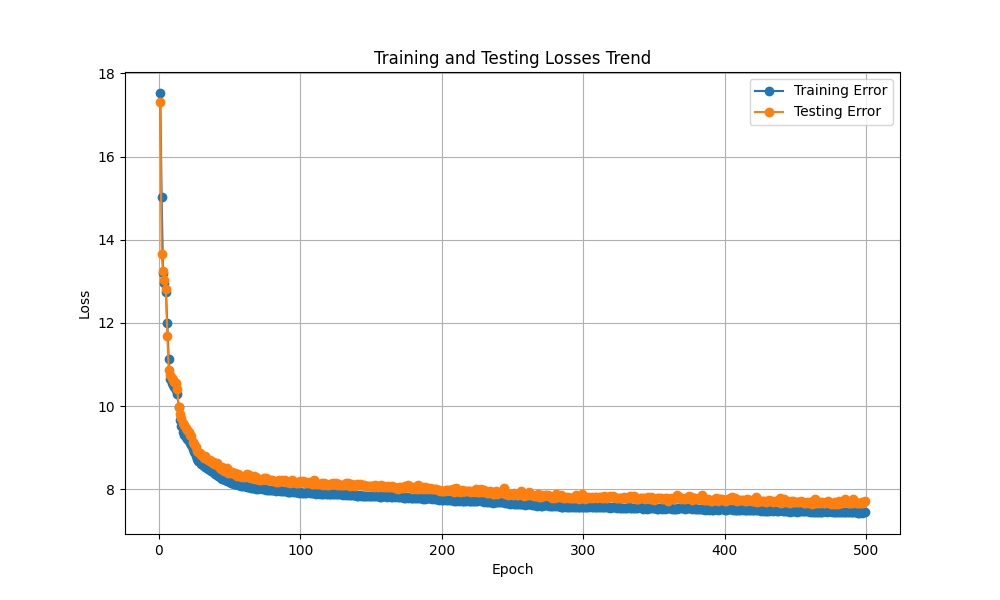 Training and Testing Losses Trend
Training Error
Testing Error
18
16
14
12
10
8
Loss
0
100
200
300
400
500
Epoch